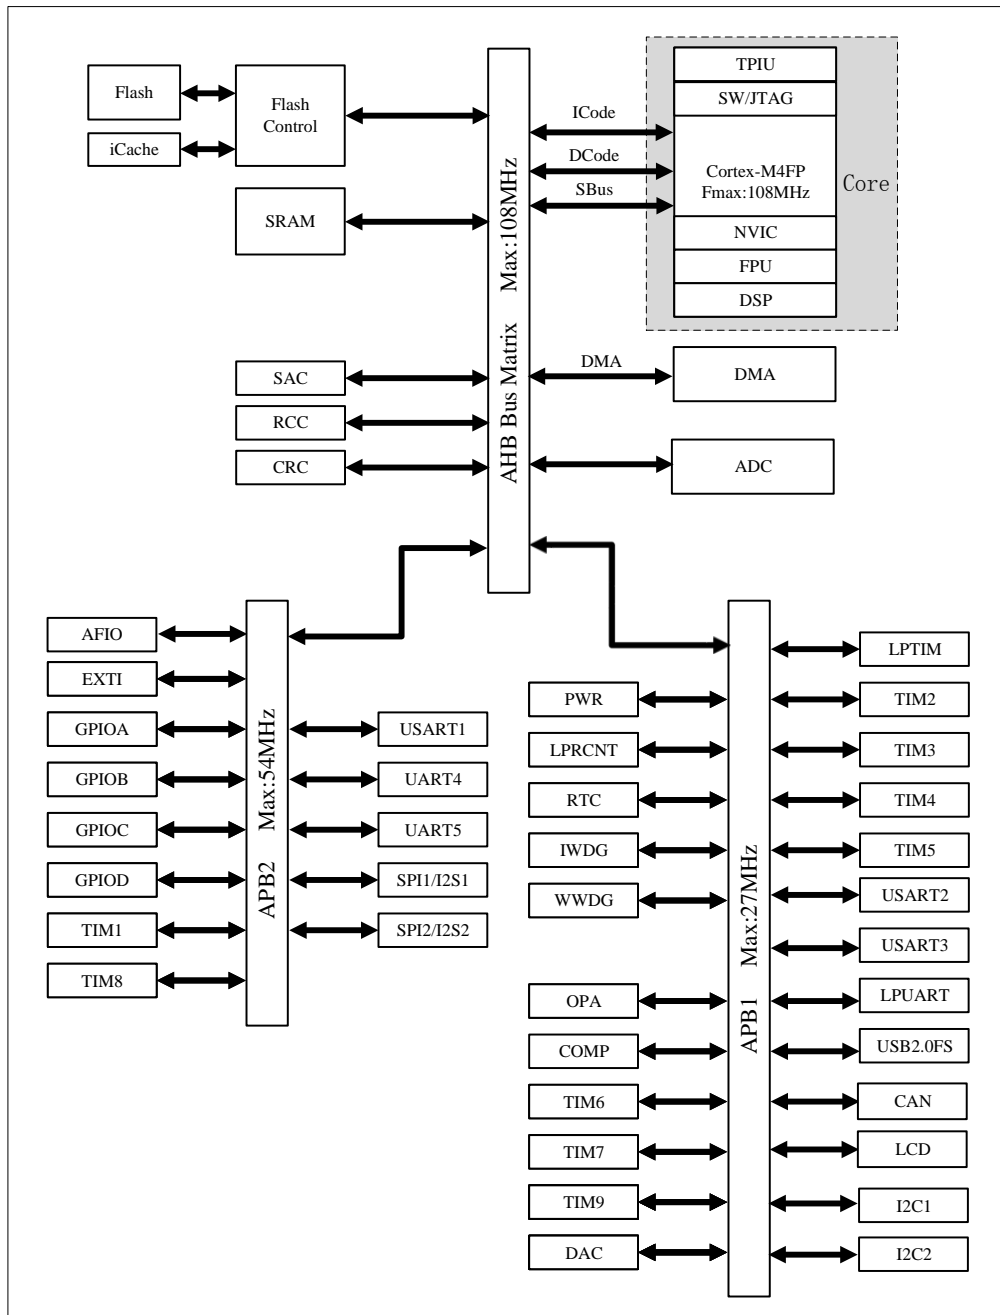 TPIU
SW/JTAG
Flash
Flash
Control
ICode
iCache
DCode
Cortex-M4FP
Fmax:108MHz
Core
SBus
SRAM
NVIC
FPU
DSP
AHB Bus Matrix Max:108MHz
SAC
DMA
DMA
RCC
CRC
ADC
AFIO
EXTI
GPIOA
GPIOB
GPIOC
GPIOD
TIM1
TIM8
APB2 Max:54MHz
USART1
UART4
UART5
SPI1/I2S1
SPI2/I2S2
PWR
LPRCNT
RTC
IWDG
WWDG
OPA
COMP
TIM6
TIM7
TIM9
DAC
APB1 Max:27MHz
LPTIM
TIM2
TIM3
TIM4
TIM5
USART2
USART3
LPUART
USB2.0FS
CAN
LCD
I2C1
I2C2